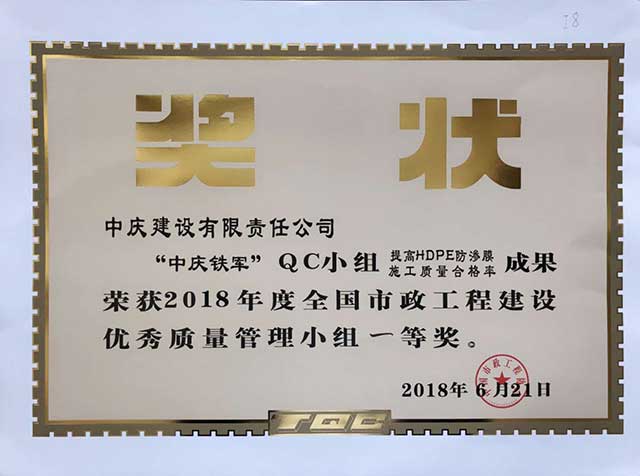 I8
奖状
中庆建设有限责任公司
“中庆铁军”QC小组 提高HDPE防渗膜 施工质量合格率 成果
荣获2018年度全国市政工程建设
优秀质量管理小组一等奖。
2018年6月21日
TQC